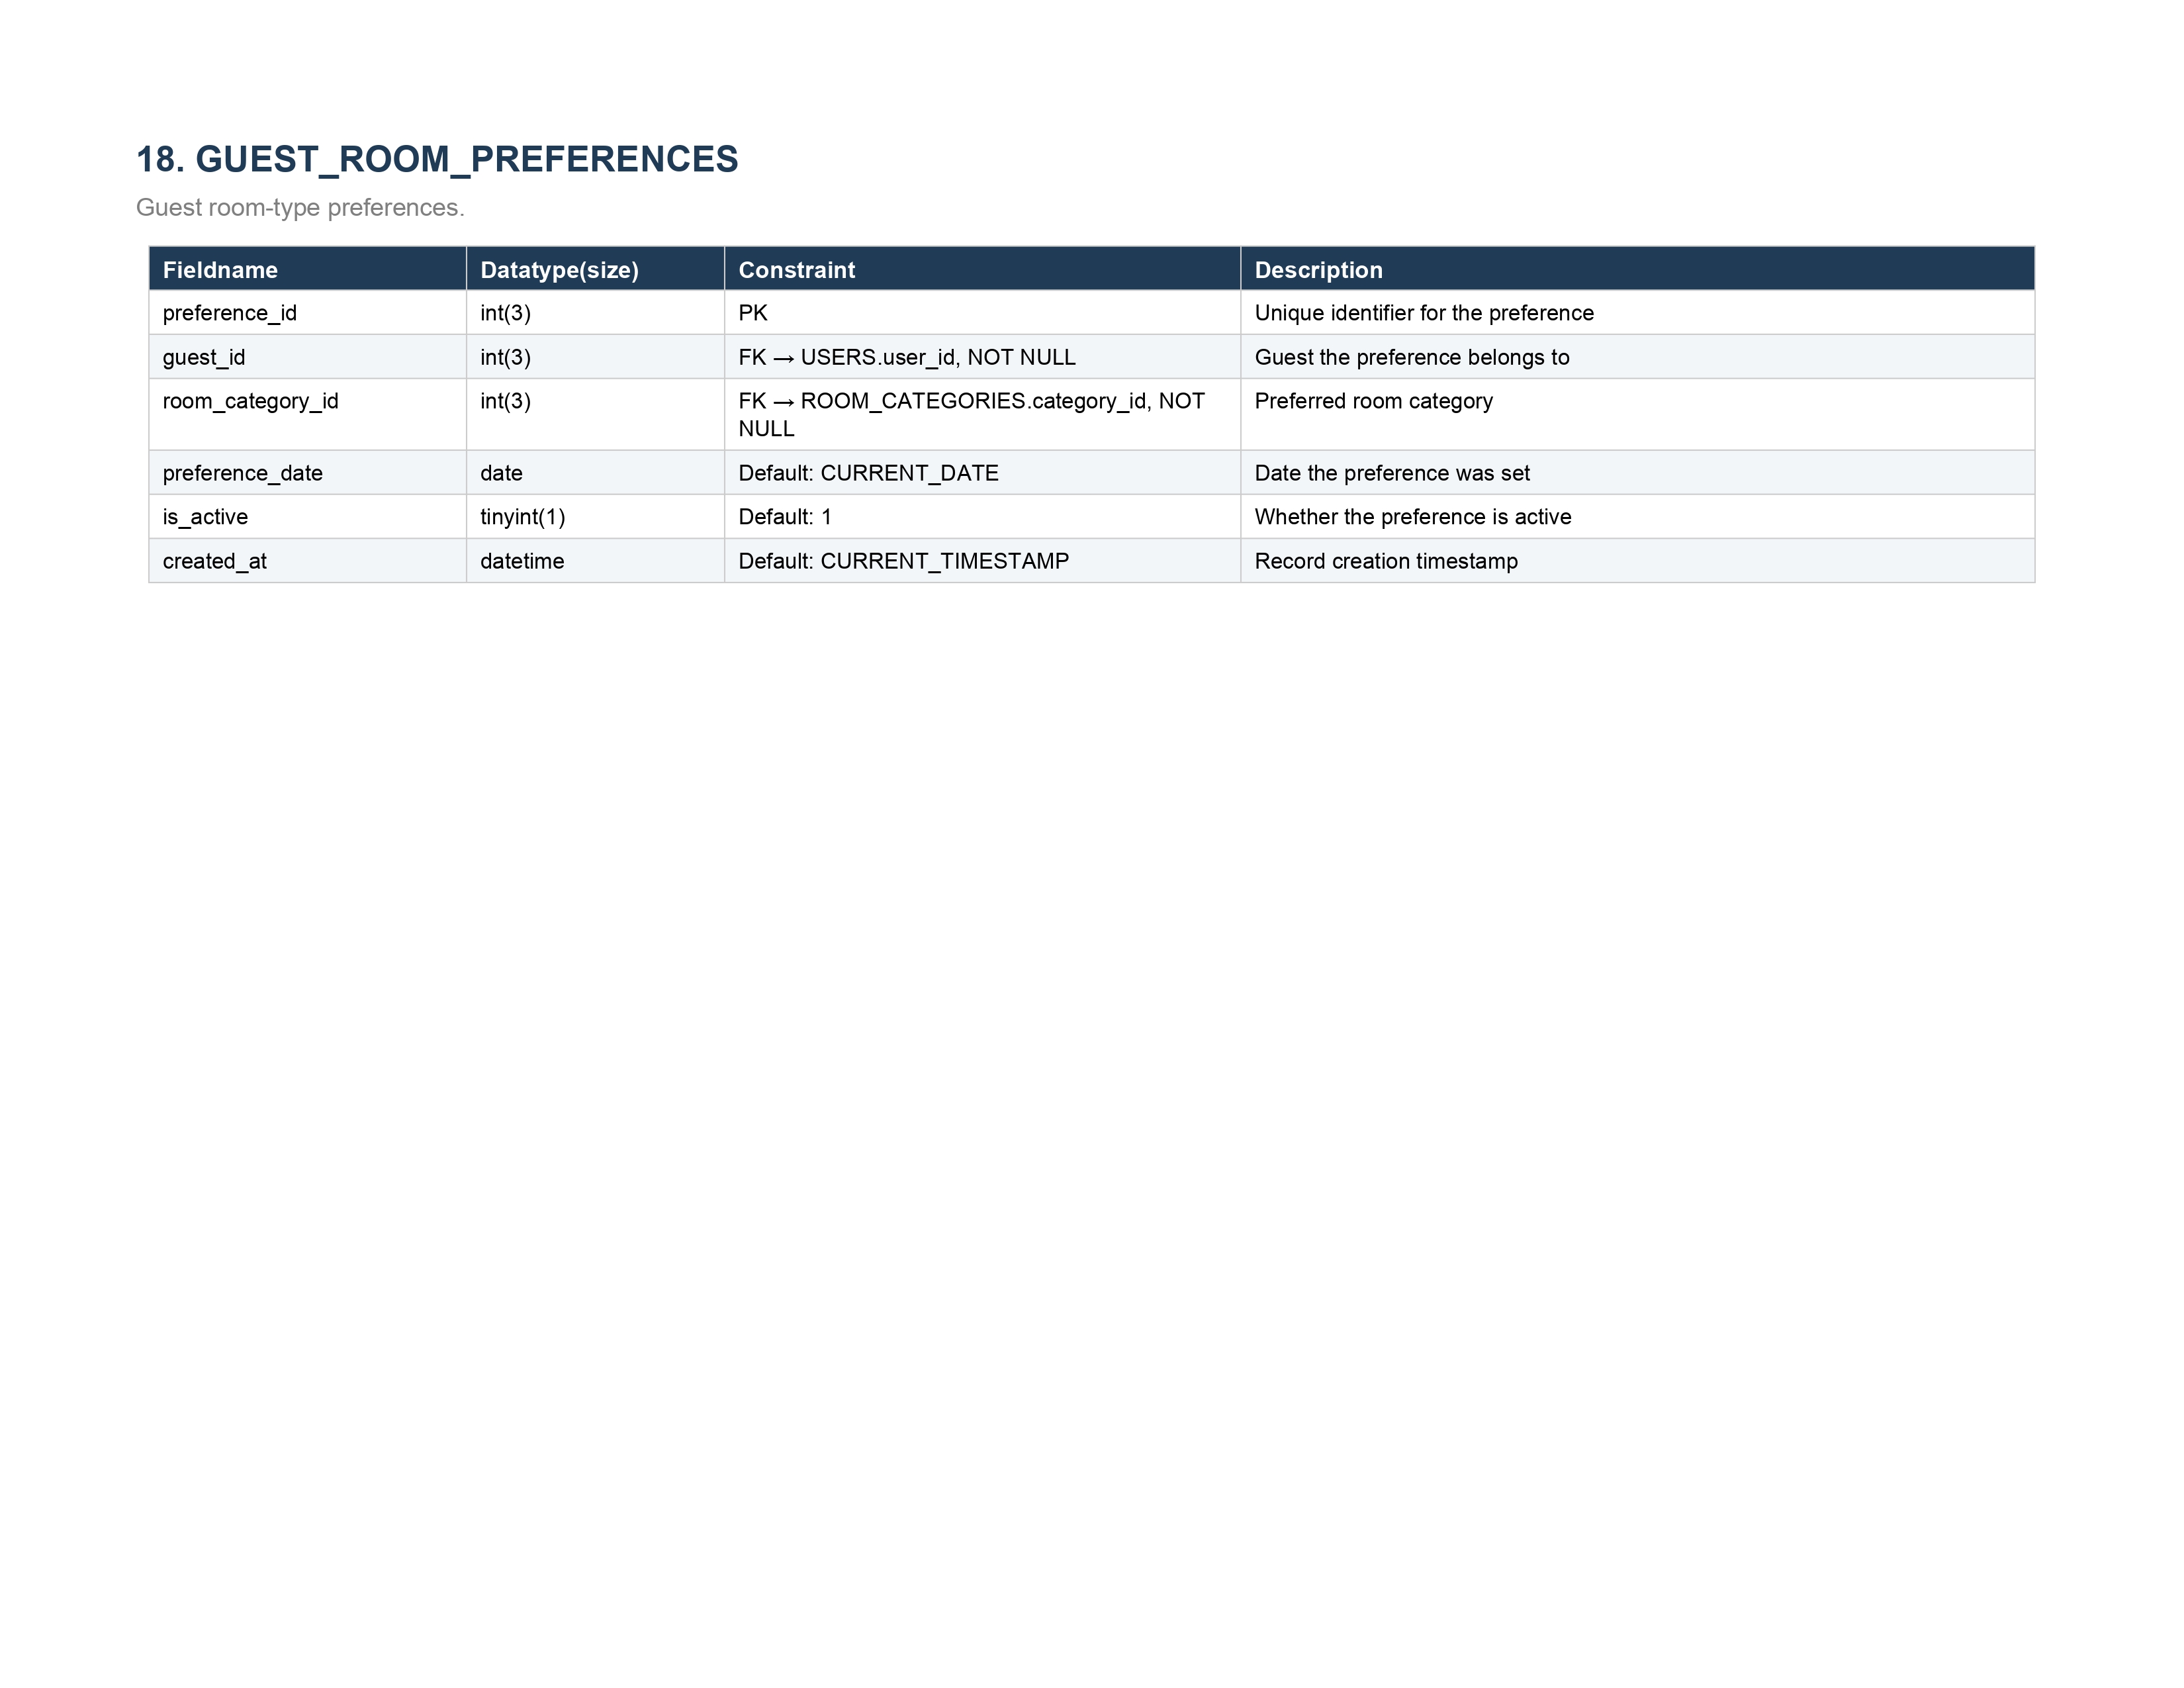 18. GUEST_ROOM_PREFERENCES
Guest room-type preferences.
Fieldname Datatype(size) Constraint Description
preference_id int(3) PK Unique identifier for the preference
guest_id int(3) FK → USERS.user_id, NOT NULL Guest the preference belongs to
room_category_id int(3) FK → ROOM_CATEGORIES.category_id, NOT Preferred room category
NULL
preference_date date Default: CURRENT_DATE Date the preference was set
is_active tinyint(1) Default: 1 Whether the preference is active
created_at datetime Default: CURRENT_TIMESTAMP Record creation timestamp